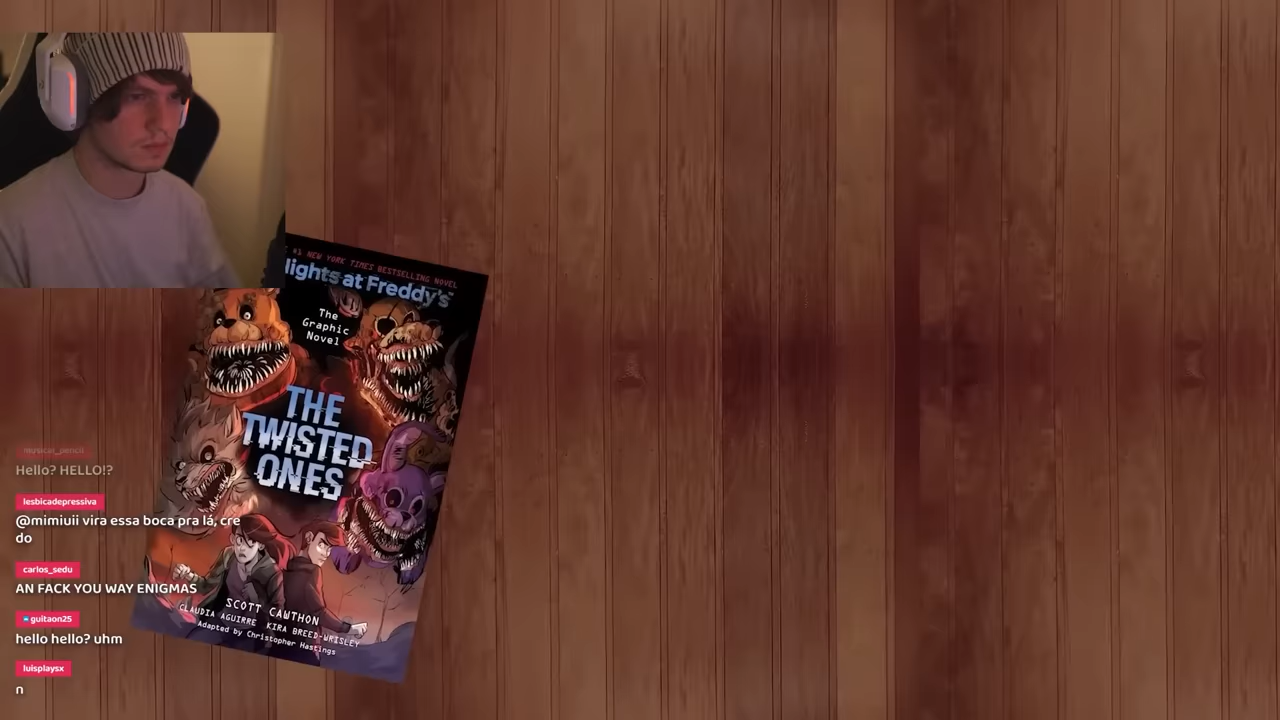 #1 NEW YORK TIMES BESTSELLING NOVEL
Nights at Freddy's
The
Graphic
Novel
THE
TWISTED
ONES
SCOTT CAWTHON
CLAUDIA AGUIRRE KIRA BREED-WRISLEY
Adapted by Christopher Hastings
musical_pencil
Hello? HELLO!?
lesbicadepressiva
@mimiuii vira essa boca pra lá, cre
do
carlos_sedu
AN FACK YOU WAY ENIGMAS
guitaon25
hello hello? uhm
luisplaysx
n